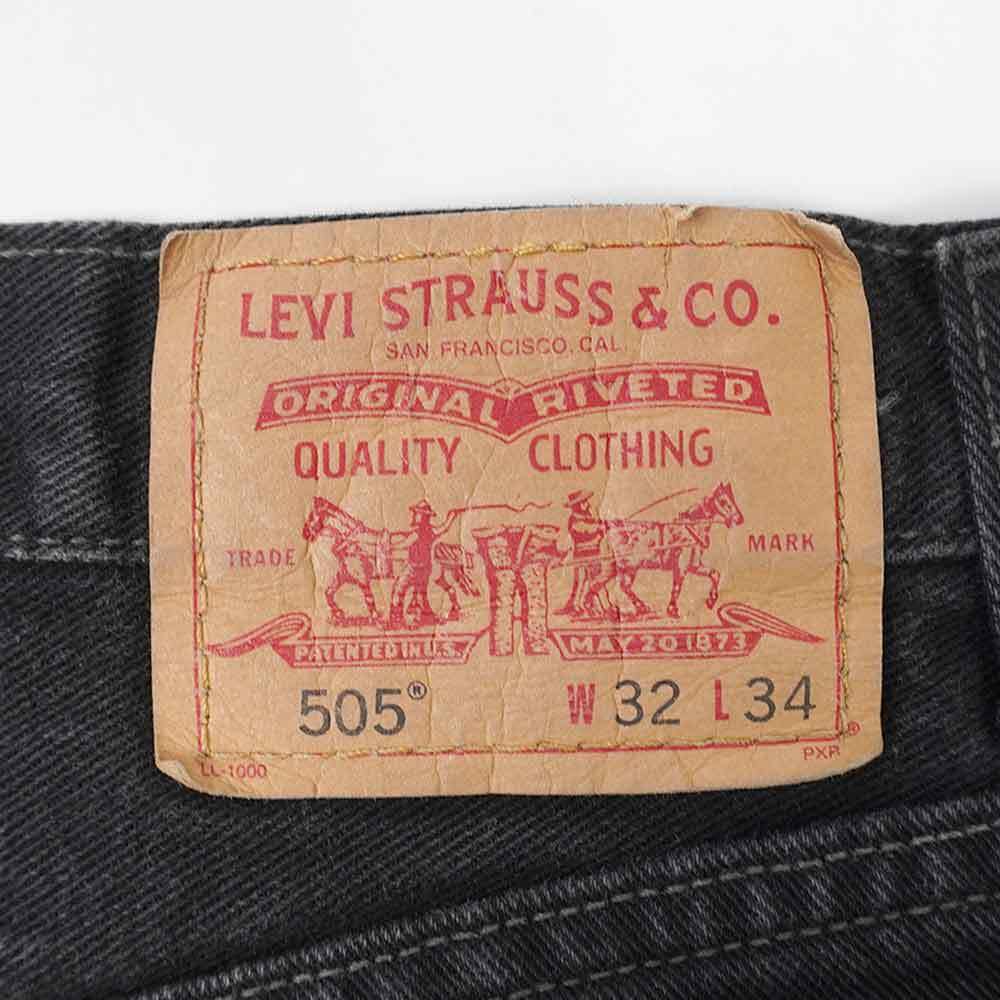 LEVI STRAUSS & CO.
SAN FRANCISCO, CAL.
ORIGINAL RIVETED
QUALITY CLOTHING
TRADE MARK
PATENTED IN U.S. MAY 20 1873
505® W 32 L 34
LL-1000 PXP ®